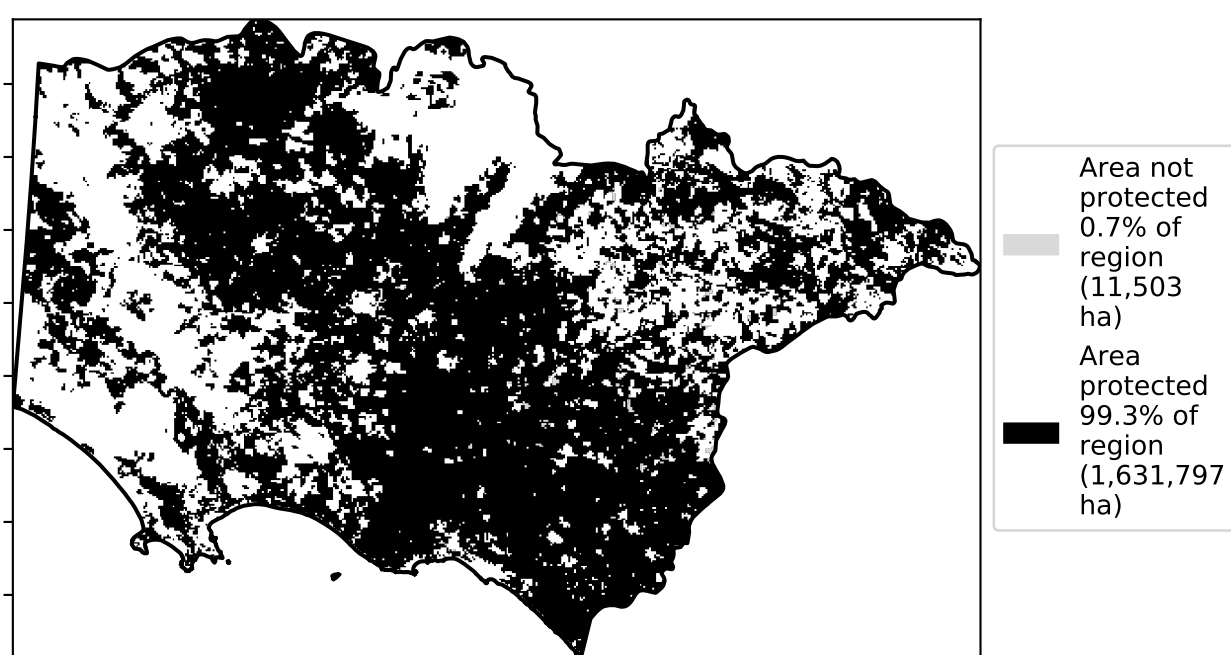 Area not
protected
0.7% of
region
(11,503
ha)
Area
protected
99.3% of
region
(1,631,797
ha)